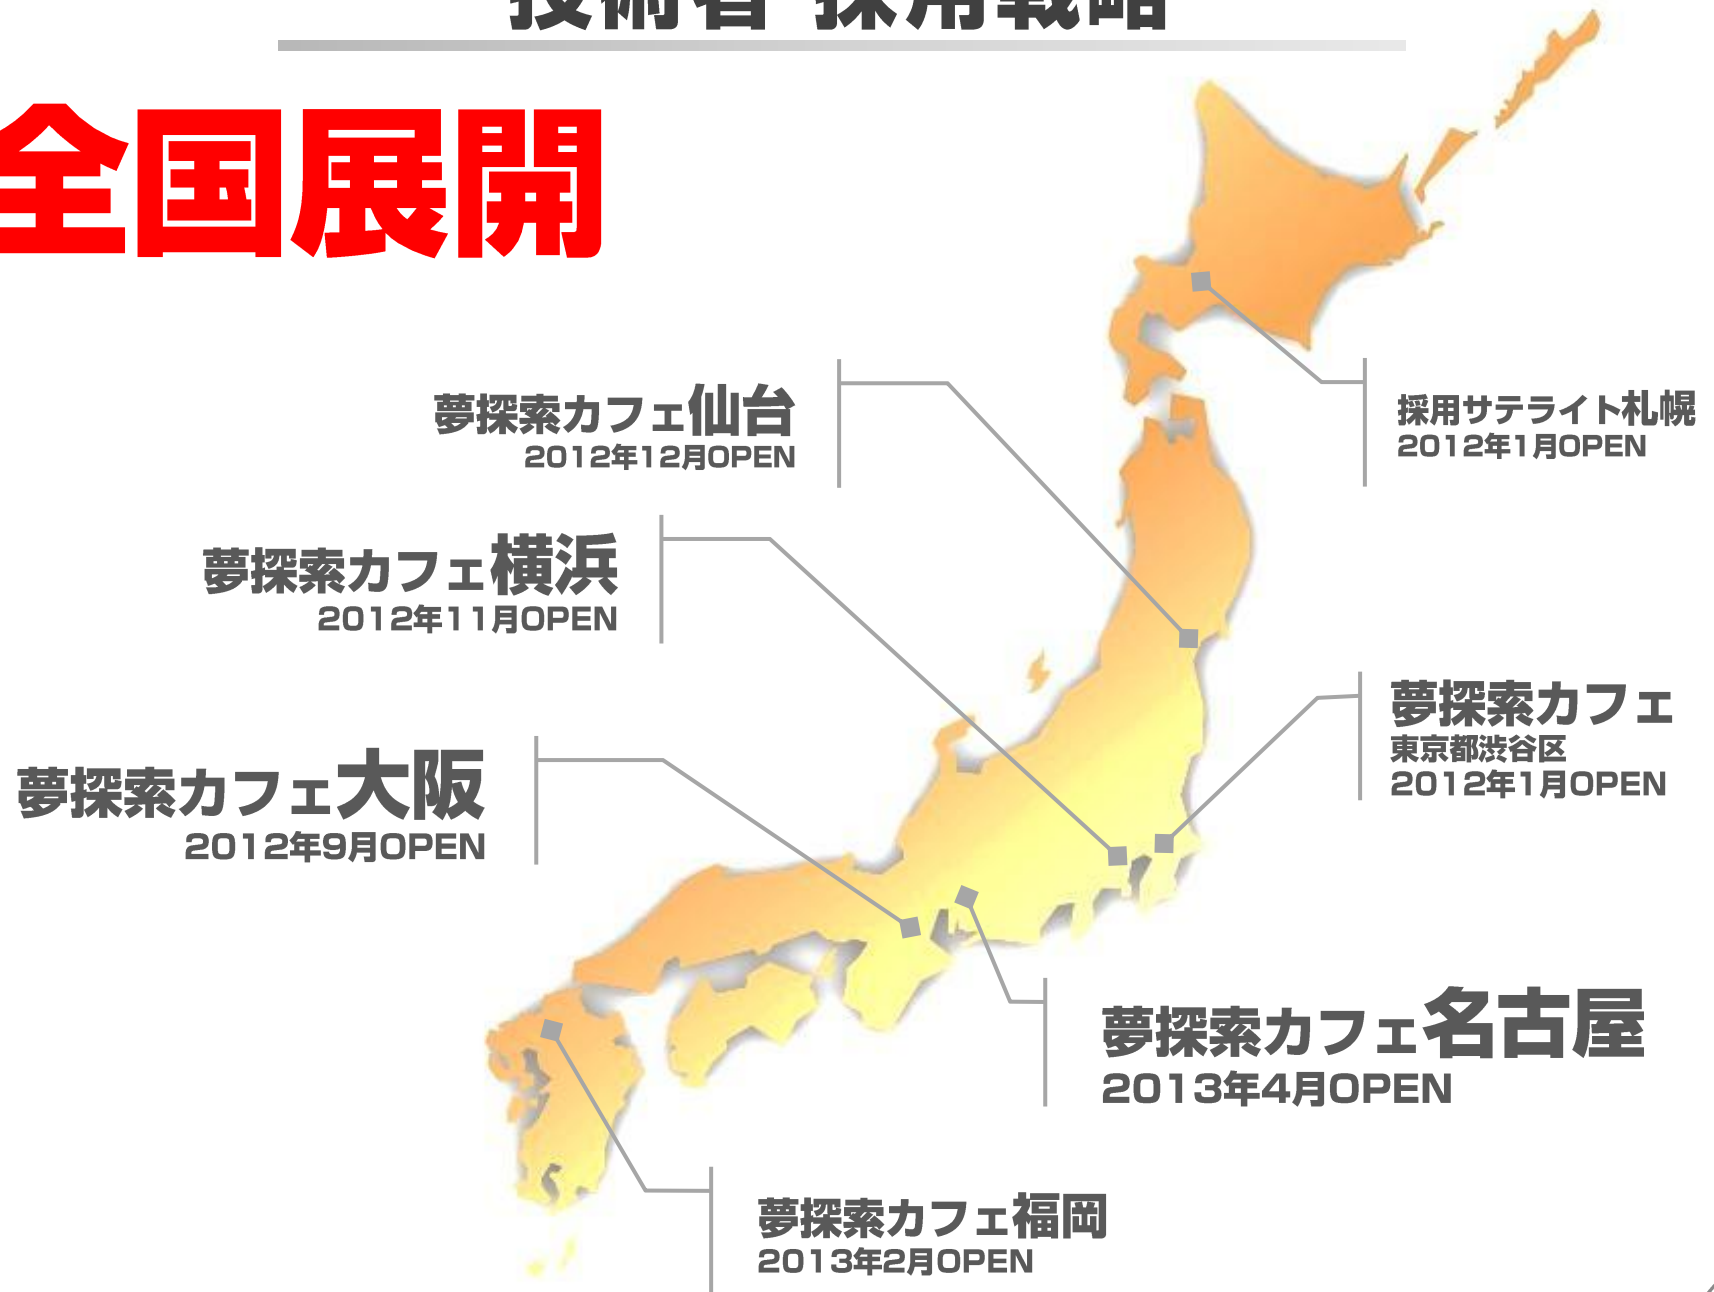 技術者 採用戦略
全国展開
夢探索カフェ仙台
2012年12月OPEN
採用サテライト札幌
2012年1月OPEN
夢探索カフェ横浜
2012年11月OPEN
夢探索カフェ
東京都渋谷区
2012年1月OPEN
夢探索カフェ大阪
2012年9月OPEN
夢探索カフェ名古屋
2013年4月OPEN
夢探索カフェ福岡
2013年2月OPEN